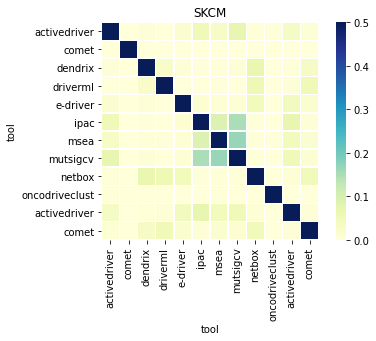 SKCM
activedriver
comet
dendrix
driverml
e-driver
ipac
msea
mutsigcv
netbox
oncodriveclust
activedriver
comet
tool
activedriver
comet
dendrix
driverml
e-driver
ipac
msea
mutsigcv
netbox
oncodriveclust
activedriver
comet
tool
0.5
0.4
0.3
0.2
0.1
0.0